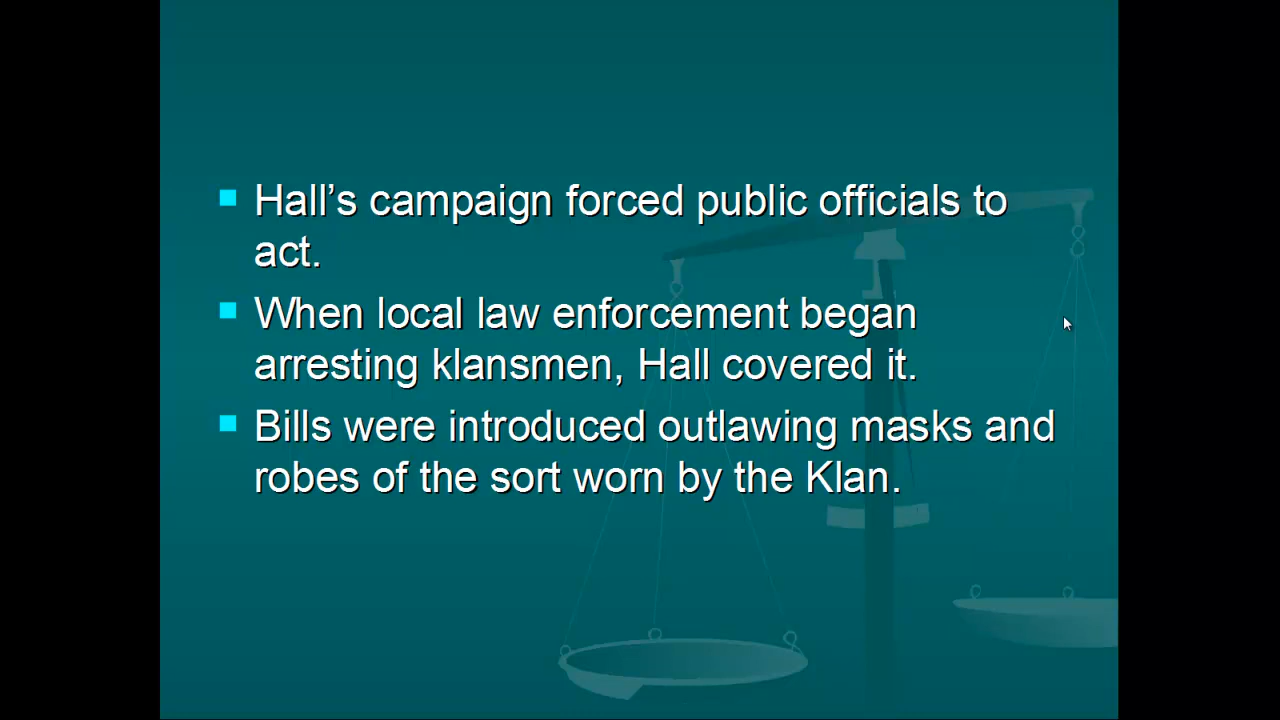 Hall’s campaign forced public officials to
act.
When local law enforcement began
arresting klansmen, Hall covered it.
Bills were introduced outlawing masks and
robes of the sort worn by the Klan.